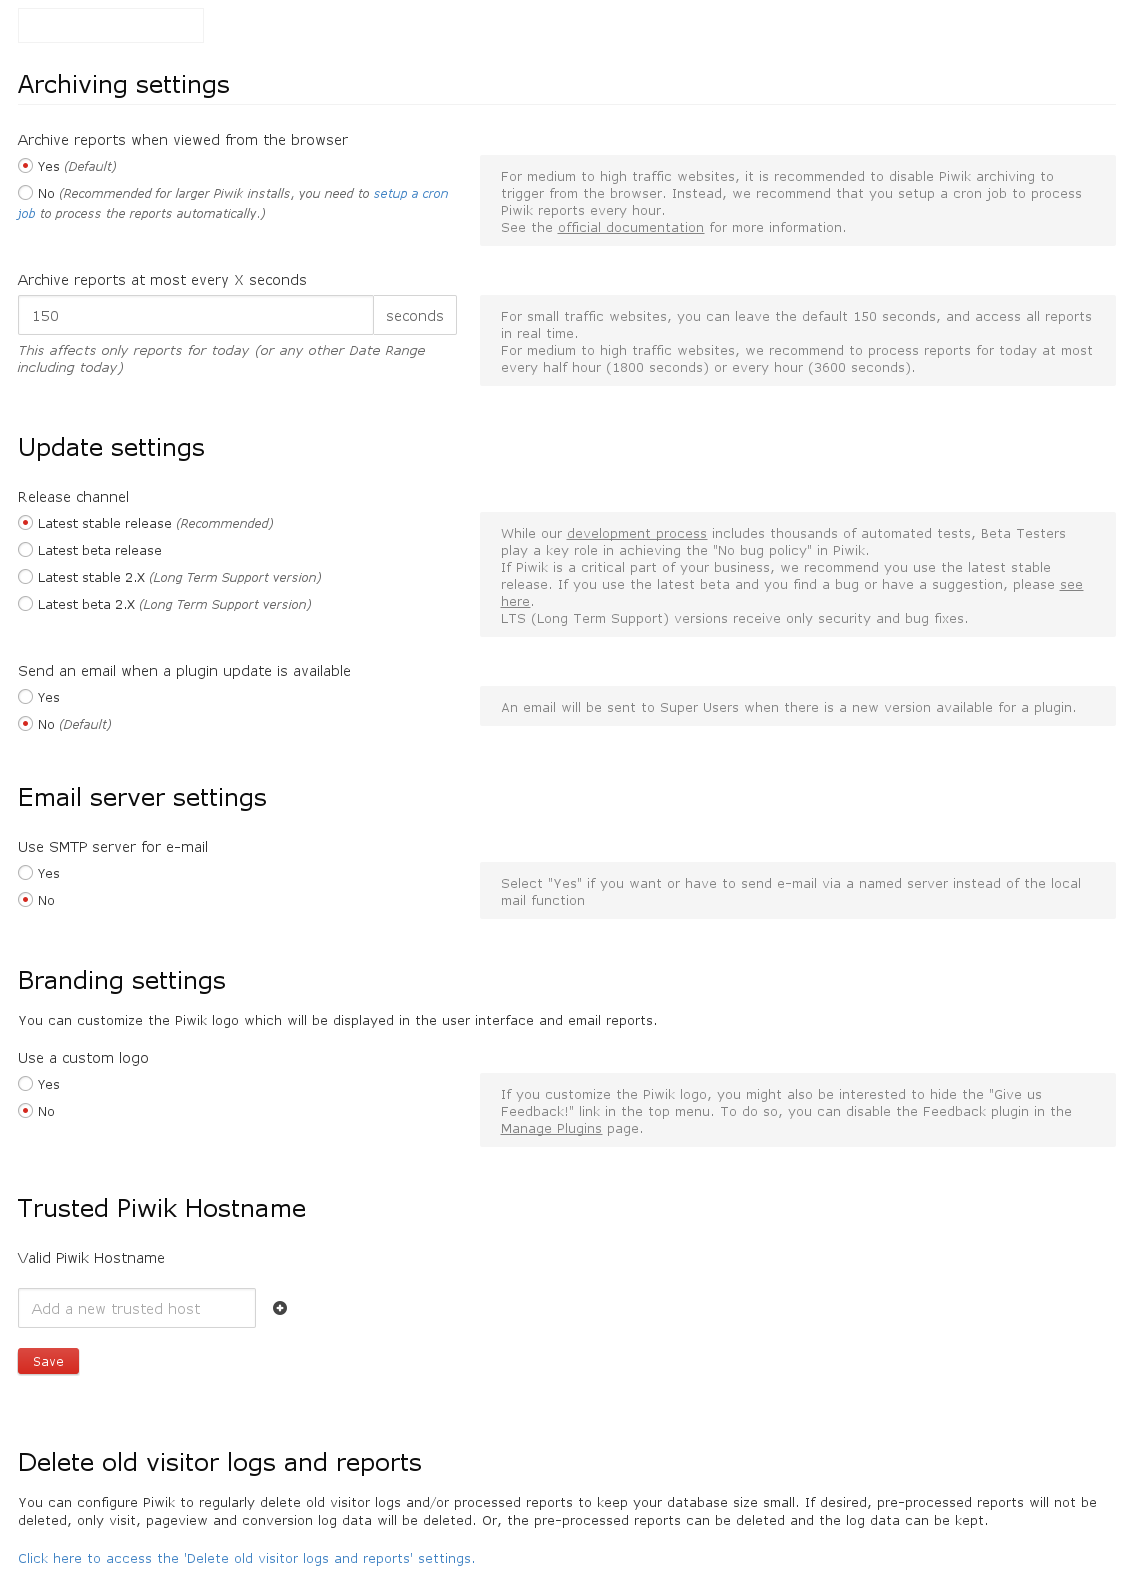 Archiving settings
Archive reports when viewed from the browser
Yes (Default)
No (Recommended for larger Piwik installs, you need to setup a cron
job to process the reports automatically.)
For medium to high traffic websites, it is recommended to disable Piwik archiving to
trigger from the browser. Instead, we recommend that you setup a cron job to process
Piwik reports every hour.
See the official documentation for more information.
Archive reports at most every X seconds
150 seconds
This affects only reports for today (or any other Date Range
including today)
For small traffic websites, you can leave the default 150 seconds, and access all reports
in real time.
For medium to high traffic websites, we recommend to process reports for today at most
every half hour (1800 seconds) or every hour (3600 seconds).
Update settings
Release channel
Latest stable release (Recommended)
Latest beta release
Latest stable 2.X (Long Term Support version)
Latest beta 2.X (Long Term Support version)
While our development process includes thousands of automated tests, Beta Testers
play a key role in achieving the "No bug policy" in Piwik.
If Piwik is a critical part of your business, we recommend you use the latest stable
release. If you use the latest beta and you find a bug or have a suggestion, please see
here.
LTS (Long Term Support) versions receive only security and bug fixes.
Send an email when a plugin update is available
Yes
No (Default)
An email will be sent to Super Users when there is a new version available for a plugin.
Email server settings
Use SMTP server for e-mail
Yes
No
Select "Yes" if you want or have to send e-mail via a named server instead of the local
mail function
Branding settings
You can customize the Piwik logo which will be displayed in the user interface and email reports.
Use a custom logo
Yes
No
If you customize the Piwik logo, you might also be interested to hide the "Give us
Feedback!" link in the top menu. To do so, you can disable the Feedback plugin in the
Manage Plugins page.
Trusted Piwik Hostname
Valid Piwik Hostname
Add a new trusted host
Save
Delete old visitor logs and reports
You can configure Piwik to regularly delete old visitor logs and/or processed reports to keep your database size small. If desired, pre-processed reports will not be
deleted, only visit, pageview and conversion log data will be deleted. Or, the pre-processed reports can be deleted and the log data can be kept.
Click here to access the 'Delete old visitor logs and reports' settings.